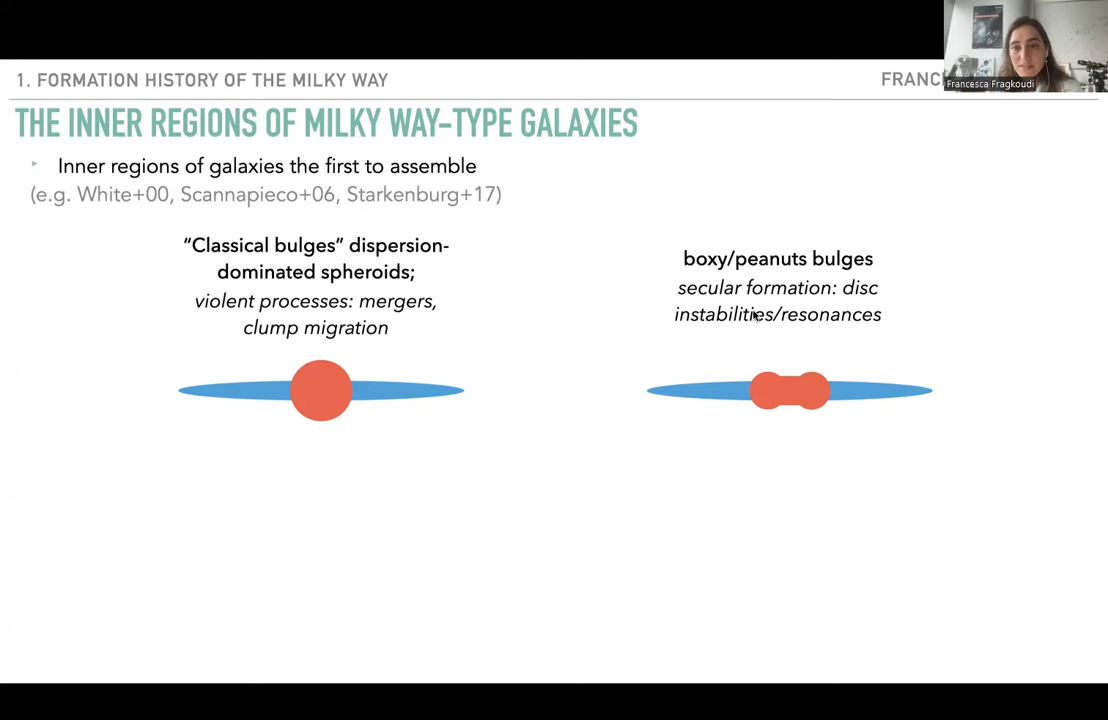 1. FORMATION HISTORY OF THE MILKY WAY
FRANC
Francesca Fragkoudi
THE INNER REGIONS OF MILKY WAY-TYPE GALAXIES
‣ Inner regions of galaxies the first to assemble
(e.g. White+00, Scannapieco+06, Starkenburg+17)
“Classical bulges” dispersion-
dominated spheroids;
violent processes: mergers,
clump migration
boxy/peanuts bulges
secular formation: disc
instabilities/resonances